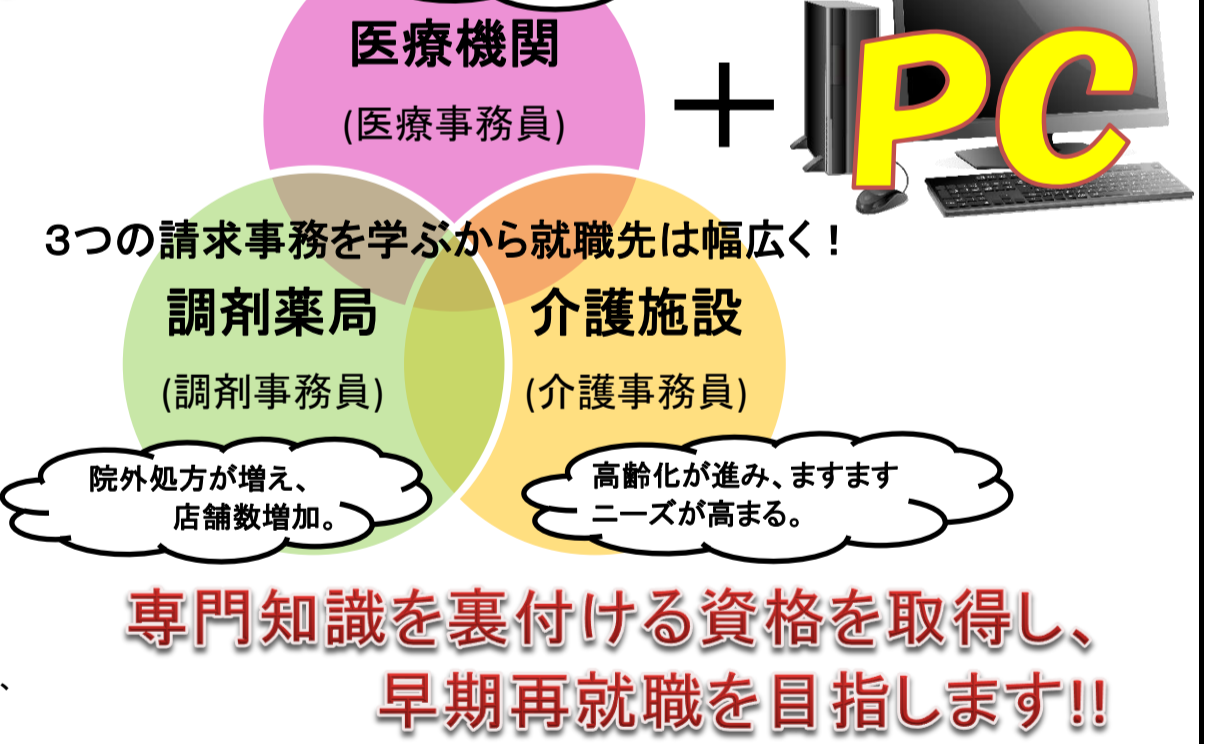 医療機関
(医療事務員)
＋
PC
３つの請求事務を学ぶから就職先は幅広く！
調剤薬局
介護施設
(調剤事務員)
(介護事務員)
院外処方が増え、
店舗数増加。
高齢化が進み、ますます
ニーズが高まる。
専門知識を裏付ける資格を取得し、
早期再就職を目指します!!
、